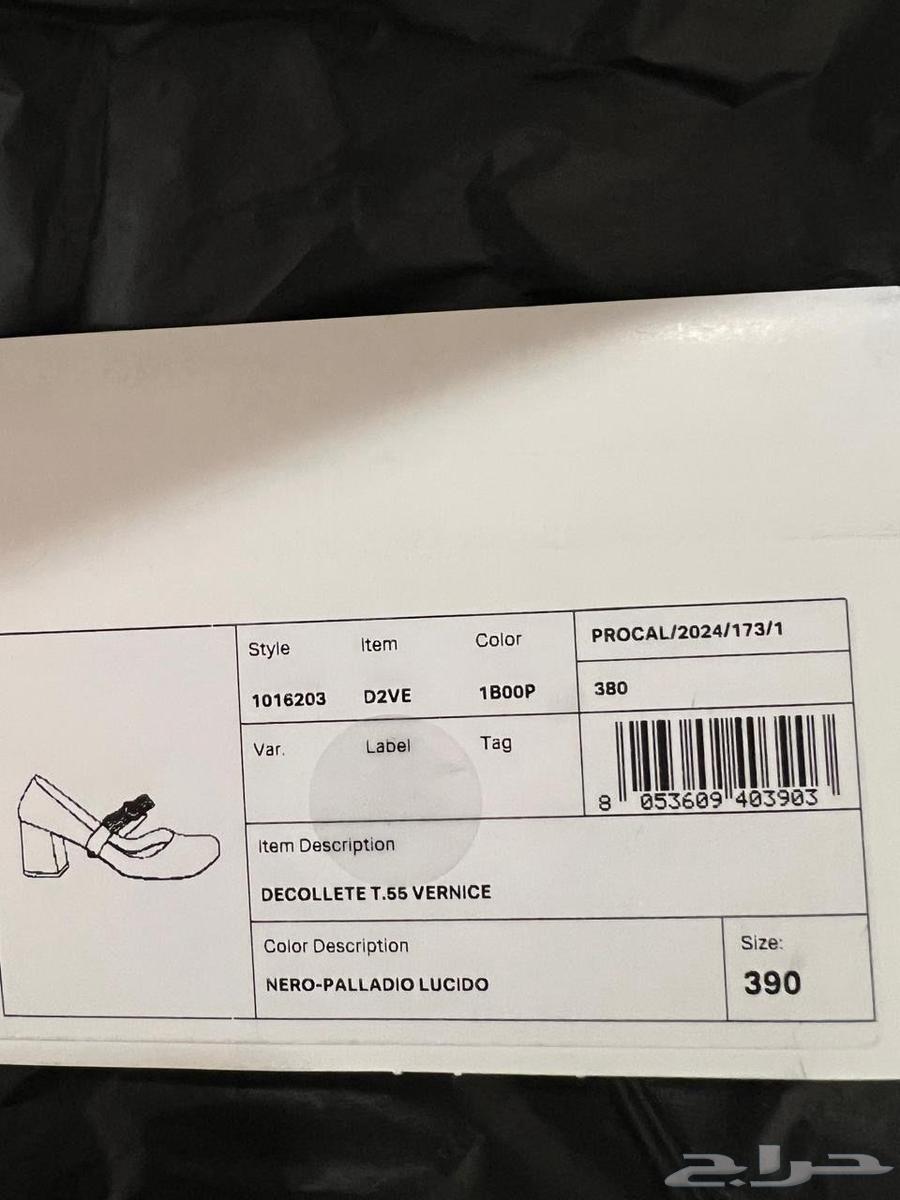 Style Item Color
1016203 D2VE 1B00P
PROCAL/2024/173/1
380
Var. Label Tag
8 053609 403903
Item Description
DECOLLETE T.55 VERNICE
Color Description
NERO-PALLADIO LUCIDO
Size:
390
حراج